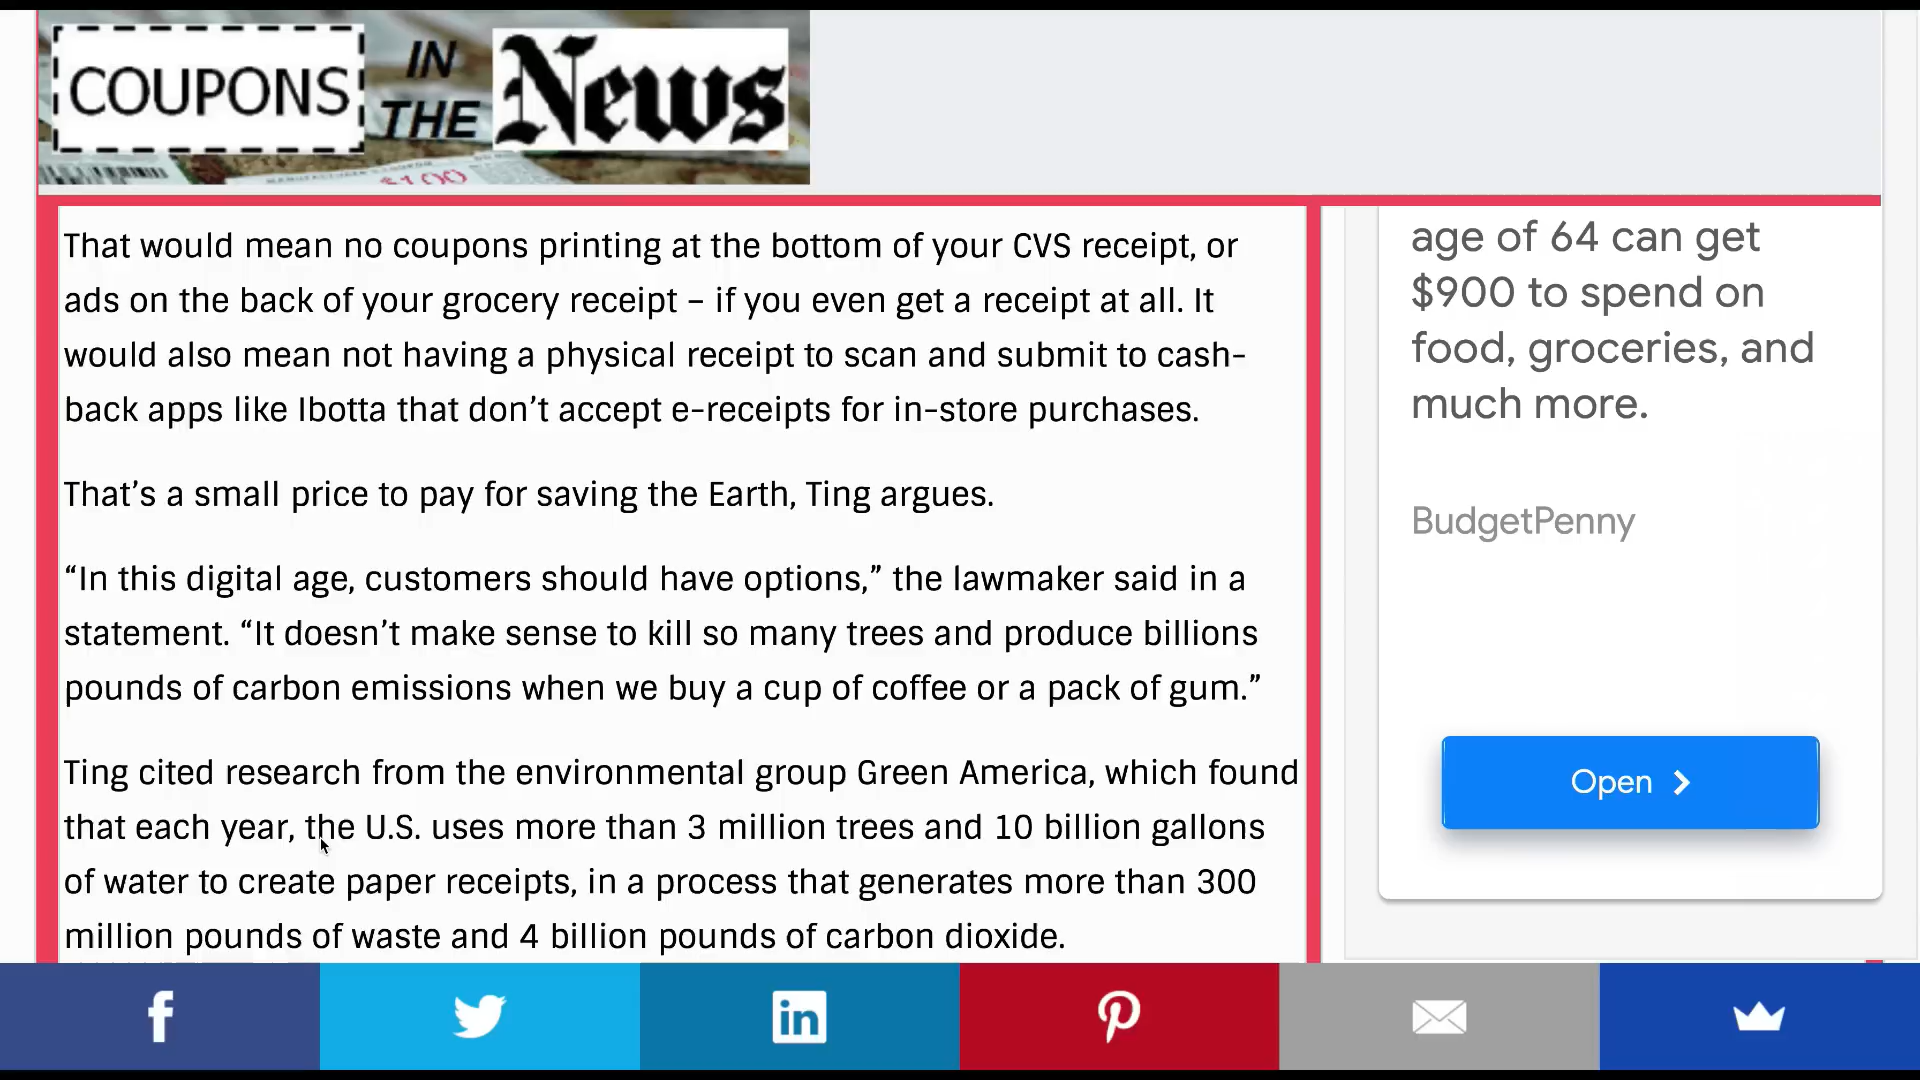 COUPONS
IN
THE
News
$1.00
That would mean no coupons printing at the bottom of your CVS receipt, or
ads on the back of your grocery receipt – if you even get a receipt at all. It
would also mean not having a physical receipt to scan and submit to cash-
back apps like Ibotta that don’t accept e-receipts for in-store purchases.
That’s a small price to pay for saving the Earth, Ting argues.
“In this digital age, customers should have options,” the lawmaker said in a
statement. “It doesn’t make sense to kill so many trees and produce billions
pounds of carbon emissions when we buy a cup of coffee or a pack of gum.”
Ting cited research from the environmental group Green America, which found
that each year, the U.S. uses more than 3 million trees and 10 billion gallons
of water to create paper receipts, in a process that generates more than 300
million pounds of waste and 4 billion pounds of carbon dioxide.
age of 64 can get
$900 to spend on
food, groceries, and
much more.
BudgetPenny
Open